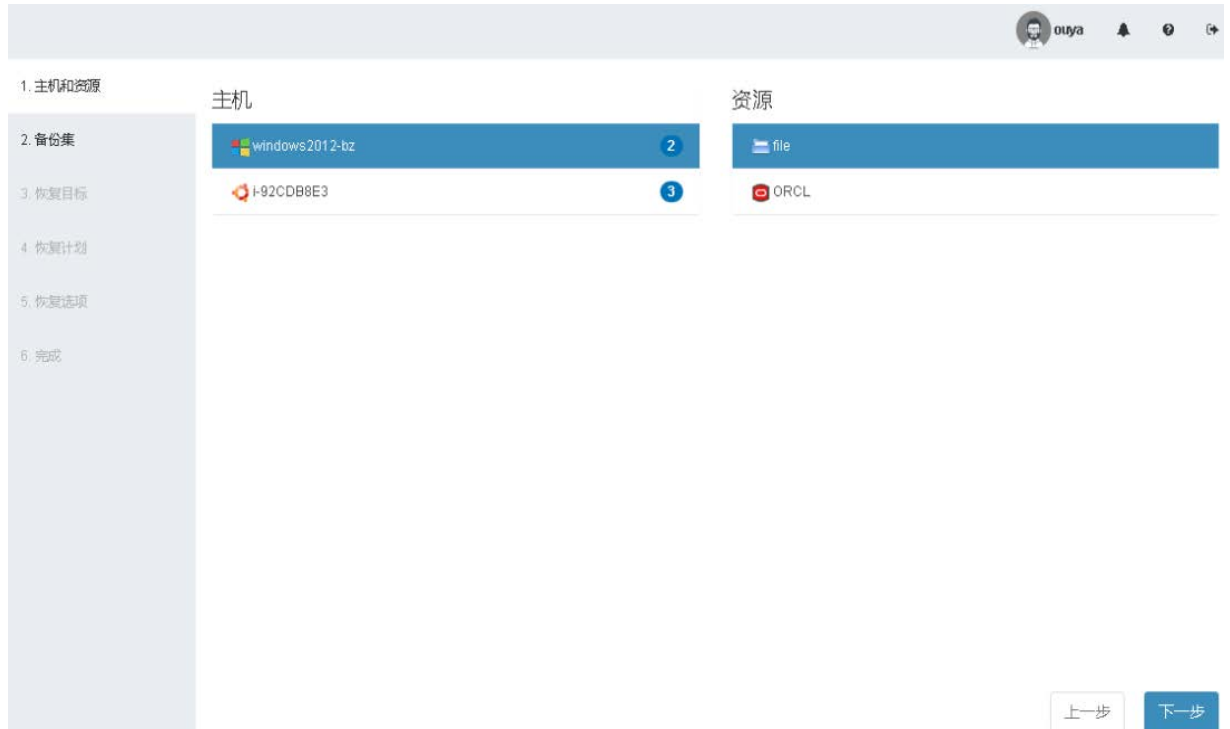 ouya
1. 主机和资源
2. 备份集
3. 恢复目标
4. 恢复计划
5. 恢复选项
6. 完成
主机
windows2012-bz 2
i-92CDB8E3 3
资源
file
ORCL
上一步 下一步